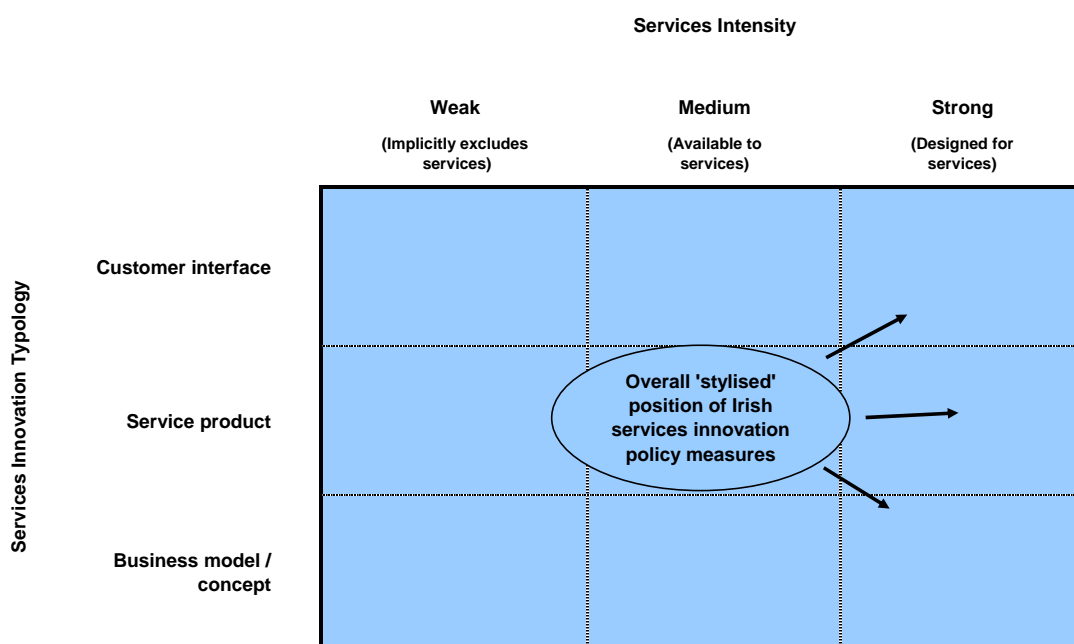 Services Intensity
Weak
Medium
Strong
(Implicitly excludes
services)
(Available to
services)
(Designed for
services)
Services Innovation Typology
Customer interface
Service product
Overall 'stylised'
position of Irish
services innovation
policy measures
Business model /
concept